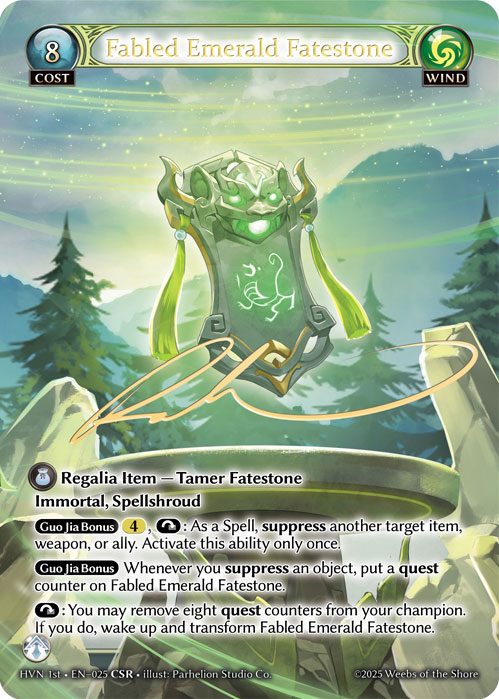 8
COST
Fabled Emerald Fatestone
WIND
Regalia Item — Tamer Fatestone
Immortal, Spellshroud
Guo Jia Bonus 4, : As a Spell, suppress another target item,
weapon, or ally. Activate this ability only once.
Guo Jia Bonus Whenever you suppress an object, put a quest
counter on Fabled Emerald Fatestone.
: You may remove eight quest counters from your champion.
If you do, wake up and transform Fabled Emerald Fatestone.
HVN 1st • EN-025 CSR • illust: Parhelion Studio Co.
©2025 Weebs of the Shore